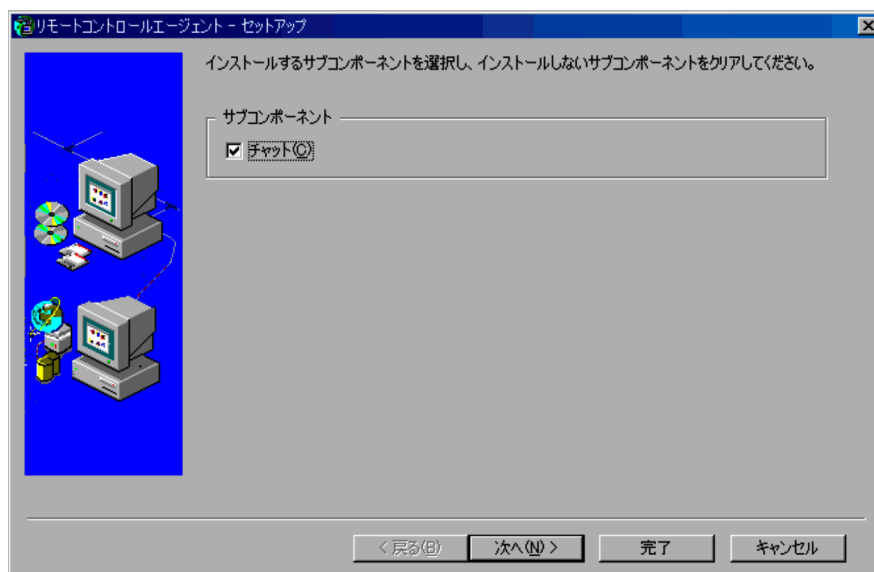 リモートコントロールエージェント - セットアップ
インストールするサブコンポーネントを選択し、インストールしないサブコンポーネントをクリアしてください。
サブコンポーネント
チャット(C)
< 戻る(B)
次へ(N) >
完了
キャンセル